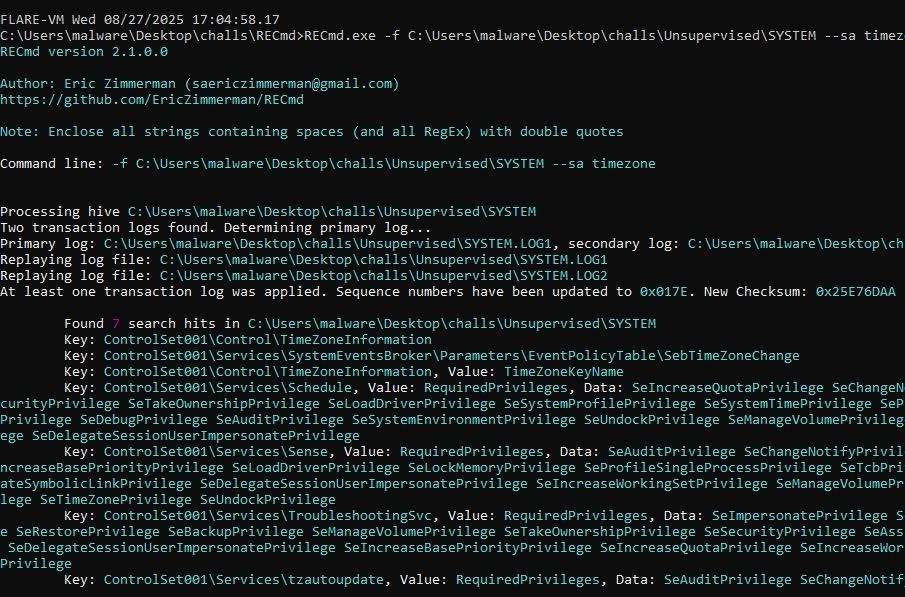 FLARE-VM Wed 08/27/2025 17:04:58.17
C:\Users\malware\Desktop\challs\RECmd>RECmd.exe -f C:\Users\malware\Desktop\challs\Unsupervised\SYSTEM --sa timez
RECmd version 2.1.0.0
Author: Eric Zimmerman (saericzimmerman@gmail.com)
https://github.com/EricZimmerman/RECmd
Note: Enclose all strings containing spaces (and all RegEx) with double quotes
Command line: -f C:\Users\malware\Desktop\challs\Unsupervised\SYSTEM --sa timezone
Processing hive C:\Users\malware\Desktop\challs\Unsupervised\SYSTEM
Two transaction logs found. Determining primary log...
Primary log: C:\Users\malware\Desktop\challs\Unsupervised\SYSTEM.LOG1, secondary log: C:\Users\malware\Desktop\ch
Replaying log file: C:\Users\malware\Desktop\challs\Unsupervised\SYSTEM.LOG1
Replaying log file: C:\Users\malware\Desktop\challs\Unsupervised\SYSTEM.LOG2
At least one transaction log was applied. Sequence numbers have been updated to 0x017E. New Checksum: 0x25E76DAA
Found 7 search hits in C:\Users\malware\Desktop\challs\Unsupervised\SYSTEM
Key: ControlSet001\Control\TimeZoneInformation
Key: ControlSet001\Services\SystemEventsBroker\Parameters\EventPolicyTable\SebTimeZoneChange
Key: ControlSet001\Control\TimeZoneInformation, Value: TimeZoneKeyName
Key: ControlSet001\Services\Schedule, Value: RequiredPrivileges, Data: SeIncreaseQuotaPrivilege SeChangeN
curityPrivilege SeTakeOwnershipPrivilege SeLoadDriverPrivilege SeSystemProfilePrivilege SeSystemTimePrivilege SeP
Privilege SeDebugPrivilege SeAuditPrivilege SeSystemEnvironmentPrivilege SeUndockPrivilege SeManageVolumePrivileg
ege SeDelegateSessionUserImpersonatePrivilege
Key: ControlSet001\Services\Sense, Value: RequiredPrivileges, Data: SeAuditPrivilege SeChangeNotifyPrivil
ncreaseBasePriorityPrivilege SeLoadDriverPrivilege SeLockMemoryPrivilege SeProfileSingleProcessPrivilege SeTcbPri
ateSymbolicLinkPrivilege SeDelegateSessionUserImpersonatePrivilege SeIncreaseWorkingSetPrivilege SeManageVolumePr
lege SeTimeZonePrivilege SeUndockPrivilege
Key: ControlSet001\Services\TroubleshootingSvc, Value: RequiredPrivileges, Data: SeImpersonatePrivilege S
e SeRestorePrivilege SeBackupPrivilege SeManageVolumePrivilege SeTakeOwnershipPrivilege SeSecurityPrivilege SeAss
SeDelegateSessionUserImpersonatePrivilege SeIncreaseBasePriorityPrivilege SeIncreaseQuotaPrivilege SeIncreaseWor
Privilege
Key: ControlSet001\Services\tzautoupdate, Value: RequiredPrivileges, Data: SeAuditPrivilege SeChangeNotif